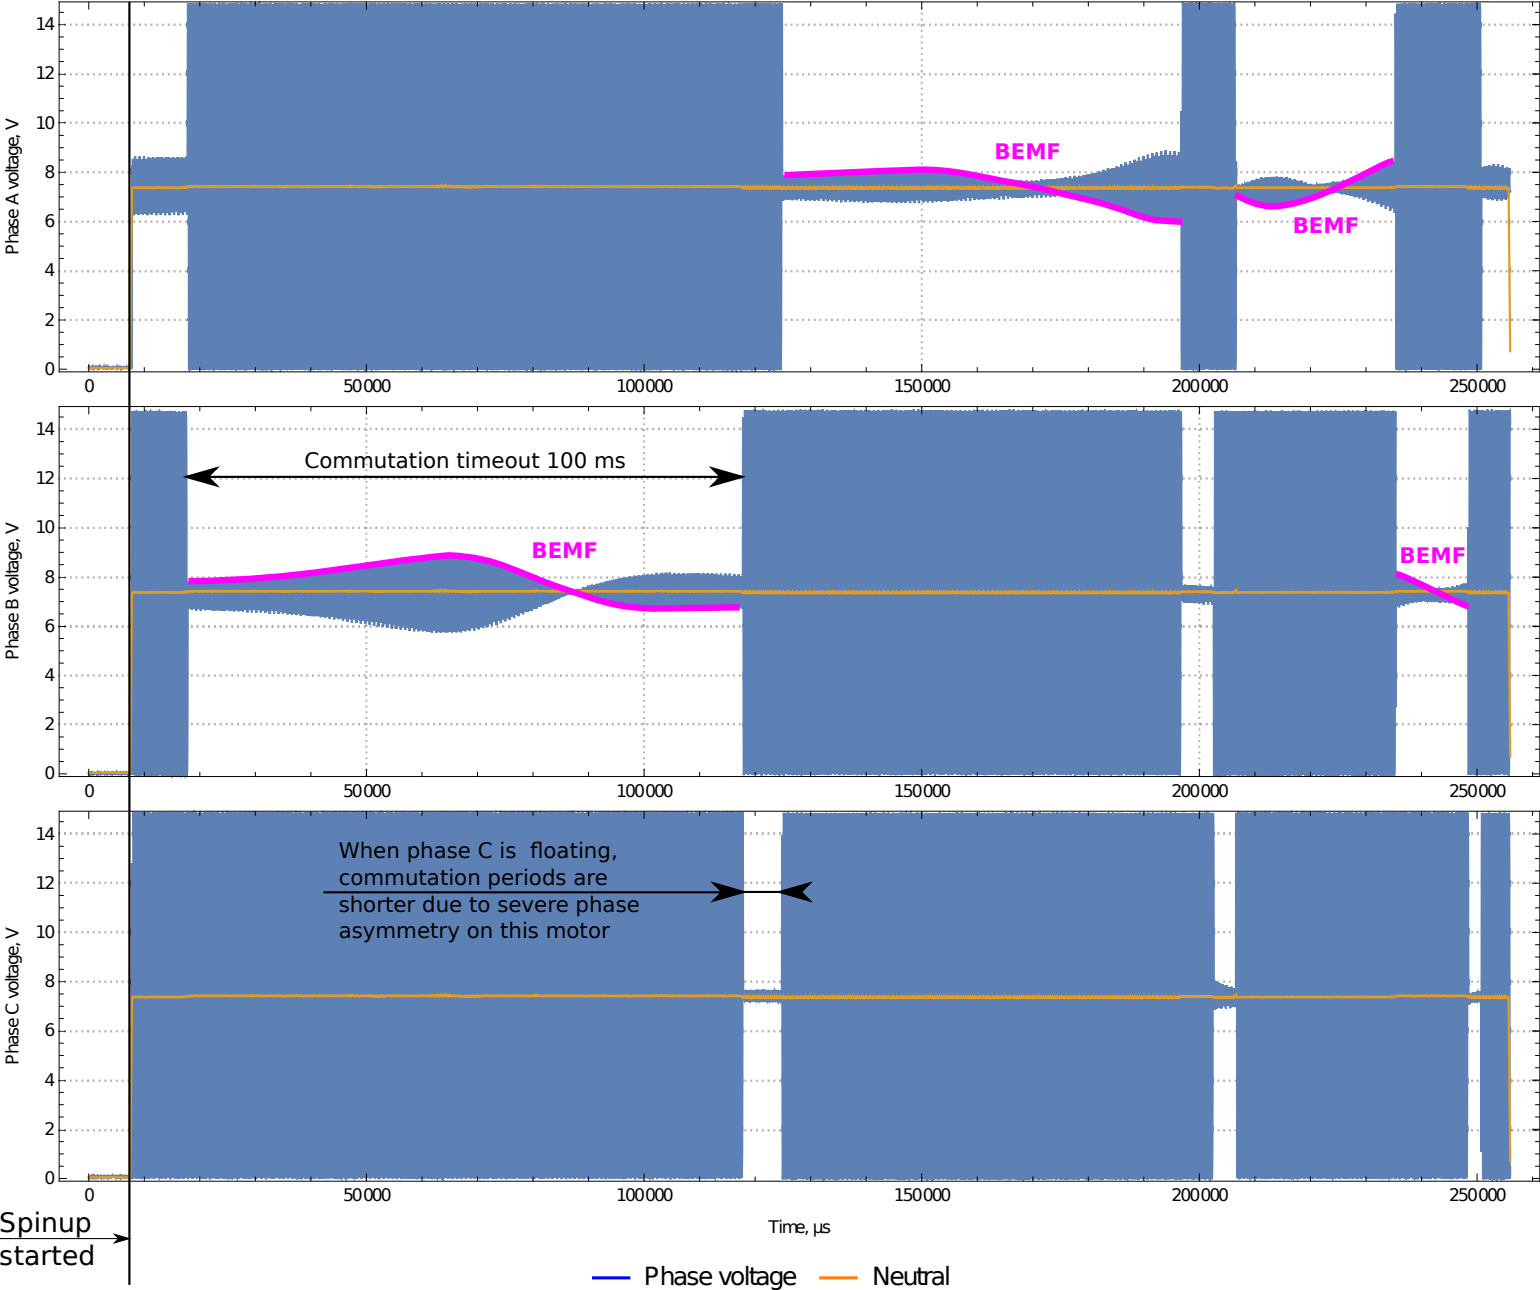 14
12
10
8
6
4
2
0
Phase A voltage, V
BEMF
BEMF
0 50000 100000 150000 200000 250000
14
12
10
8
6
4
2
0
Phase B voltage, V
Commutation timeout 100 ms
BEMF
BEMF
0 50000 100000 150000 200000 250000
14
12
10
8
6
4
2
0
Phase C voltage, V
When phase C is floating,
commutation periods are
shorter due to severe phase
asymmetry on this motor
0 50000 100000 150000 200000 250000
Spinup
started
Time, μs
Phase voltage Neutral